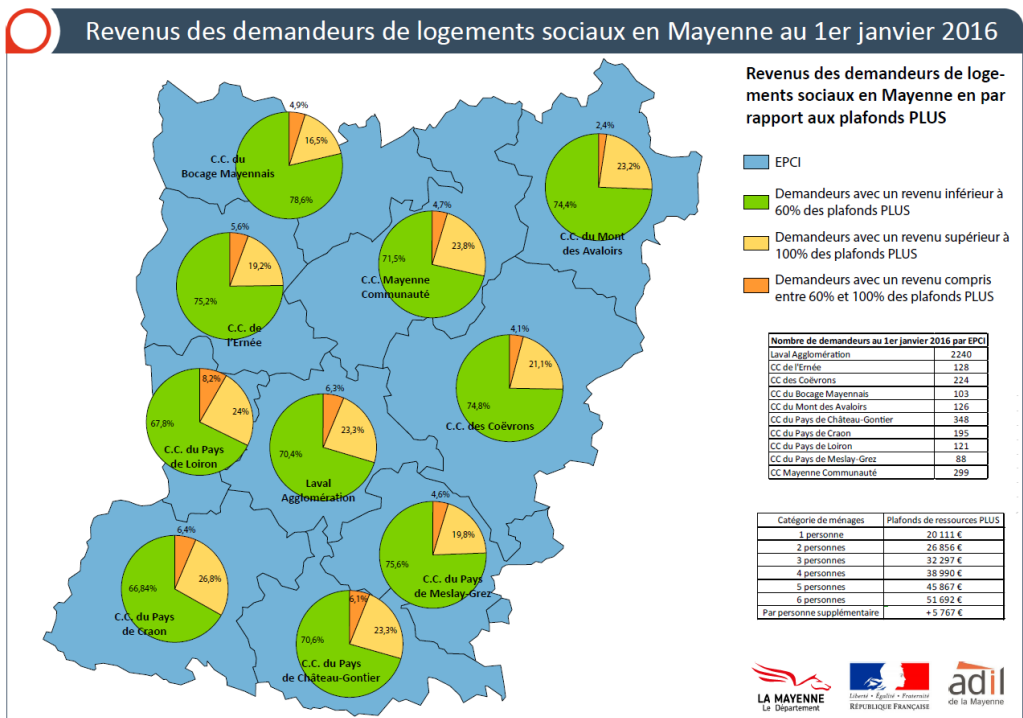 Revenus des demandeurs de logements sociaux en Mayenne au 1er janvier 2016
Revenus des demandeurs de loge-
ments sociaux en Mayenne en par
rapport aux plafonds PLUS
EPCI
Demandeurs avec un revenu inférieur à
60% des plafonds PLUS
Demandeurs avec un revenu supérieur à
100% des plafonds PLUS
Demandeurs avec un revenu compris
entre 60% et 100% des plafonds PLUS
4,9%
16,5%
C.C. du
Bocage Mayennais
78,6%
2,4%
23,2%
74,4%
C.C. du Mont
des Avaloirs
4,7%
23,8%
71,5%
C.C. Mayenne
Communauté
5,6%
19,2%
75,2%
C.C. de
l'Ernée
4,1%
21,1%
74,8%
C.C. des Coëvrons
8,2%
24%
67,8%
C.C. du Pays
de Loiron
6,3%
23,3%
70,4%
Laval
Agglomération
4,6%
19,8%
75,6%
C.C. du Pays
de Meslay-Grez
6,4%
26,8%
66,84%
C.C. du Pays
de Craon
6,1%
23,3%
70,6%
C.C. du Pays
de Château-Gontier
Nombre de demandeurs au 1er janvier 2016 par EPCI
Laval Agglomération 2240
CC de l'Ernée 128
CC des Coëvrons 224
CC du Bocage Mayennais 103
CC du Mont des Avaloirs 126
CC du Pays de Château-Gontier 348
CC du Pays de Craon 195
CC du Pays de Loiron 121
CC du Pays de Meslay-Grez 88
CC Mayenne Communauté 299
Catégorie de ménages Plafonds de ressources PLUS
1 personne 20 111 €
2 personnes 26 856 €
3 personnes 32 297 €
4 personnes 38 990 €
5 personnes 45 867 €
6 personnes 51 692 €
Par personne supplémentaire +5 767 €
LA MAYENNE
Le Département
Liberté • Égalité • Fraternité
RÉPUBLIQUE FRANÇAISE
adil
de la Mayenne